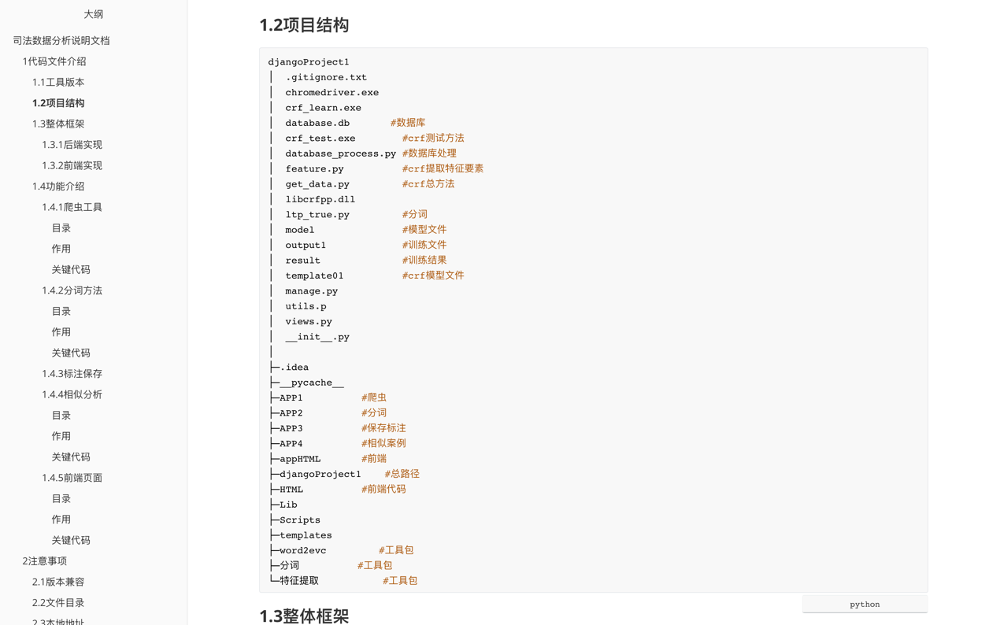 大纲
司法数据分析说明文档
1代码文件介绍
1.1工具版本
1.2项目结构
1.3整体框架
1.3.1后端实现
1.3.2前端实现
1.4功能介绍
1.4.1爬虫工具
目录
作用
关键代码
1.4.2分词方法
目录
作用
关键代码
1.4.3标注保存
1.4.4相似分析
目录
作用
关键代码
1.4.5前端页面
目录
作用
关键代码
2注意事项
2.1版本兼容
2.2文件目录
2.3本地地址
1.2项目结构
djangoProject1
│  .gitignore.txt
│  chromedriver.exe
│  crf_learn.exe
│  database.db       #数据库
│  crf_test.exe        #crf测试方法
│  database_process.py #数据库处理
│  feature.py          #crf提取特征要素
│  get_data.py         #crf总方法
│  libcrfpp.dll
│  ltp_true.py         #分词
│  model               #模型文件
│  output1             #训练文件
│  result              #训练结果
│  template01          #crf模型文件
│  manage.py
│  utils.p
│  views.py
│  __init__.py
│
├─.idea
├─__pycache__
├─APP1          #爬虫
├─APP2          #分词
├─APP3          #保存标注
├─APP4          #相似案例
├─appHTML       #前端
├─djangoProject1    #总路径
├─HTML          #前端代码
├─Lib
├─Scripts
├─templates
├─word2evc         #工具包
├─分词          #工具包
└─特征提取           #工具包
python
1.3整体框架